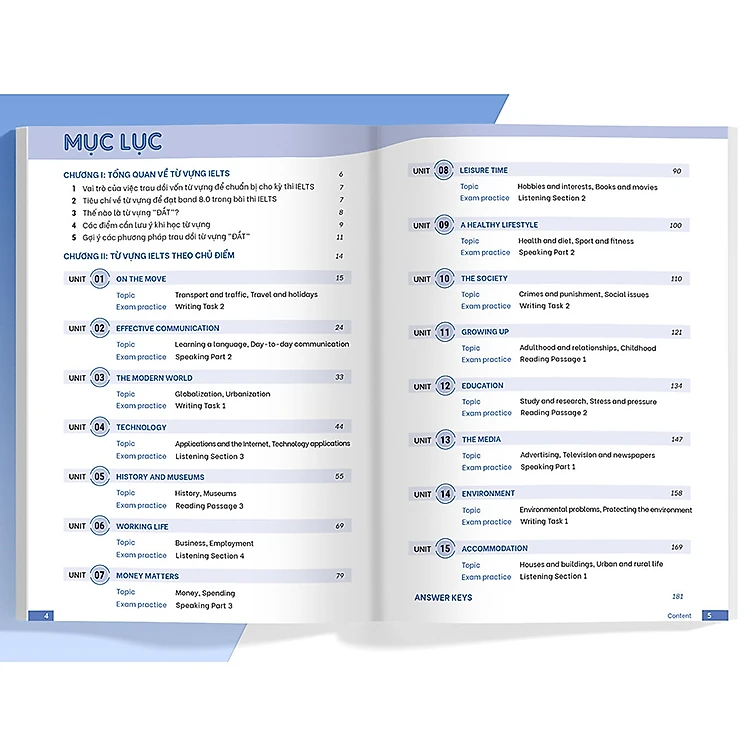 MỤC LỤC
CHƯƠNG I: TỔNG QUAN VỀ TỪ VỰNG IELTS 6
1 Vai trò của việc trau dồi vốn từ vựng để chuẩn bị cho kỳ thi IELTS 7
2 Tiêu chí về từ vựng để đạt band 8.0 trong bài thi IELTS 7
3 Thế nào là từ vựng "ĐẮT"? 8
4 Các điểm cần lưu ý khi học từ vựng 9
5 Gợi ý các phương pháp trau dồi từ vựng "ĐẮT" 11
CHƯƠNG II: TỪ VỰNG IELTS THEO CHỦ ĐIỂM 14
UNIT 01 ON THE MOVE 15
Topic Transport and traffic, Travel and holidays
Exam practice Writing Task 2
UNIT 02 EFFECTIVE COMMUNICATION 24
Topic Learning a language, Day-to-day communication
Exam practice Speaking Part 2
UNIT 03 THE MODERN WORLD 33
Topic Globalization, Urbanization
Exam practice Writing Task 1
UNIT 04 TECHNOLOGY 44
Topic Applications and the Internet, Technology applications
Exam practice Listening Section 3
UNIT 05 HISTORY AND MUSEUMS 55
Topic History, Museums
Exam practice Reading Passage 3
UNIT 06 WORKING LIFE 69
Topic Business, Employment
Exam practice Listening Section 4
UNIT 07 MONEY MATTERS 79
Topic Money, Spending
Exam practice Speaking Part 3
4
UNIT 08 LEISURE TIME 90
Topic Hobbies and interests, Books and movies
Exam practice Listening Section 2
UNIT 09 A HEALTHY LIFESTYLE 100
Topic Health and diet, Sport and fitness
Exam practice Speaking Part 2
UNIT 10 THE SOCIETY 110
Topic Crimes and punishment, Social issues
Exam practice Writing Task 2
UNIT 11 GROWING UP 121
Topic Adulthood and relationships, Childhood
Exam practice Reading Passage 1
UNIT 12 EDUCATION 134
Topic Study and research, Stress and pressure
Exam practice Reading Passage 2
UNIT 13 THE MEDIA 147
Topic Advertising, Television and newspapers
Exam practice Speaking Part 1
UNIT 14 ENVIRONMENT 158
Topic Environmental problems, Protecting the environment
Exam practice Writing Task 1
UNIT 15 ACCOMMODATION 169
Topic Houses and buildings, Urban and rural life
Exam practice Listening Section 1
ANSWER KEYS 181
Content 5